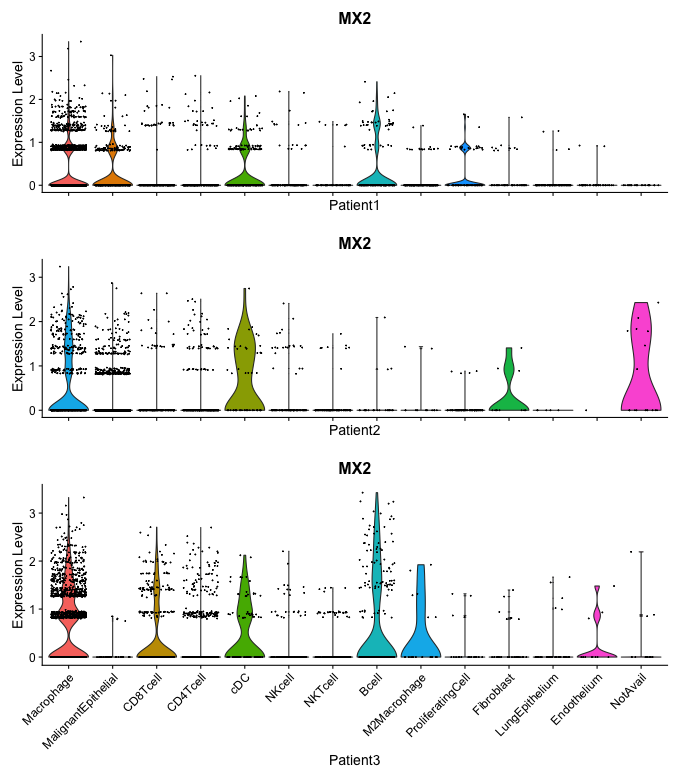 MX2
Expression Level
3
2
1
0
Patient1
MX2
Expression Level
3
2
1
0
Patient2
MX2
Expression Level
3
2
1
0
Macrophage
MalignantEpithelial
CD8Tcell
CD4Tcell
cDC
NKcell
NKTcell
Bcell
M2Macrophage
ProliferatingCell
Fibroblast
LungEpithelium
Endothelium
NotAvail
Patient3